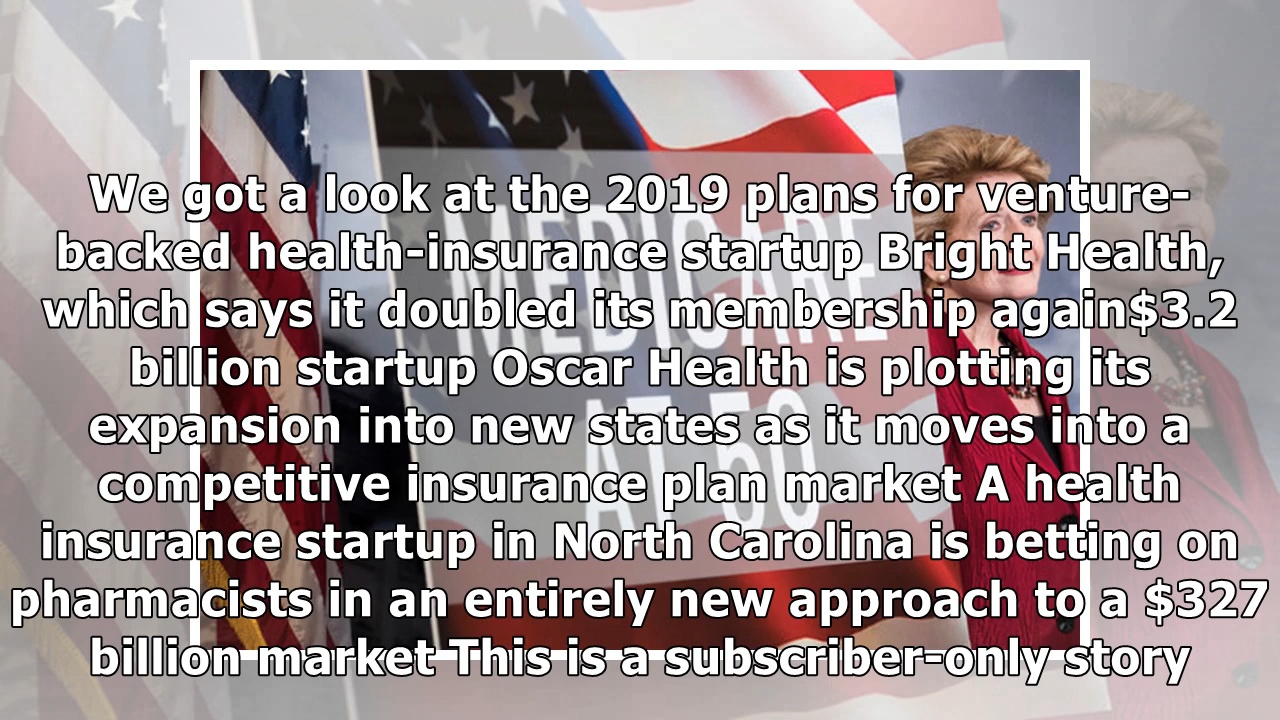 We got a look at the 2019 plans for venture-
backed health-insurance startup Bright Health,
which says it doubled its membership again$3.2
billion startup Oscar Health is plotting its
expansion into new states as it moves into a
competitive insurance plan market A health
insurance startup in North Carolina is betting on
pharmacists in an entirely new approach to a $327
billion market This is a subscriber-only story
MEDICARE
AT 50